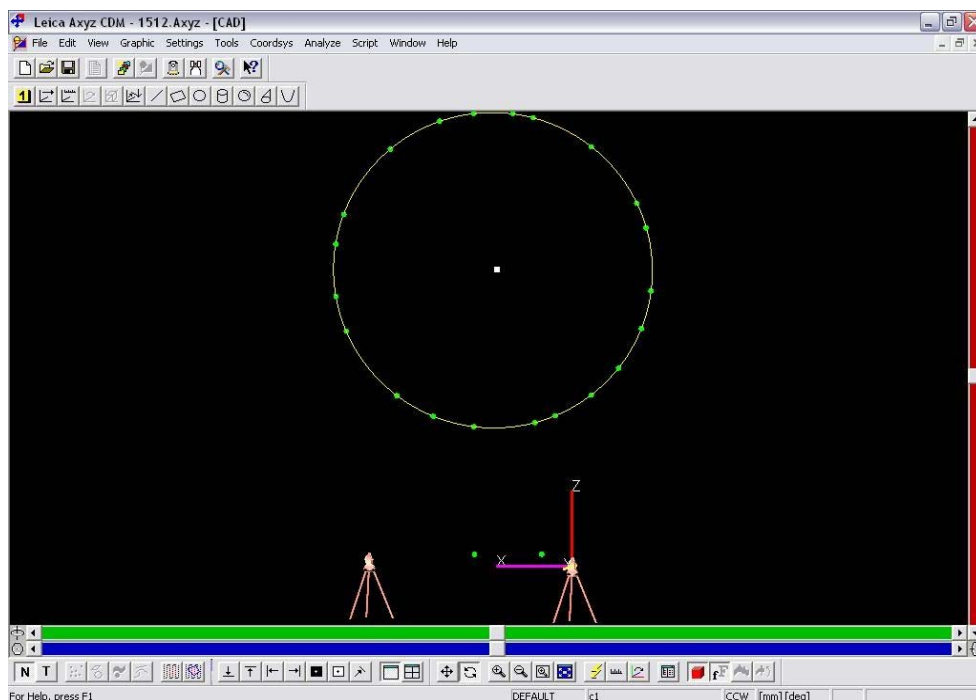 Leica Axyz CDM - 1512.Axyz - [CAD]
File Edit View Graphic Settings Tools Coordsys Analyze Script Window Help
1
Z
X
N T
For Help, press F1 DEFAULT c1 CCW [mm] [deg]